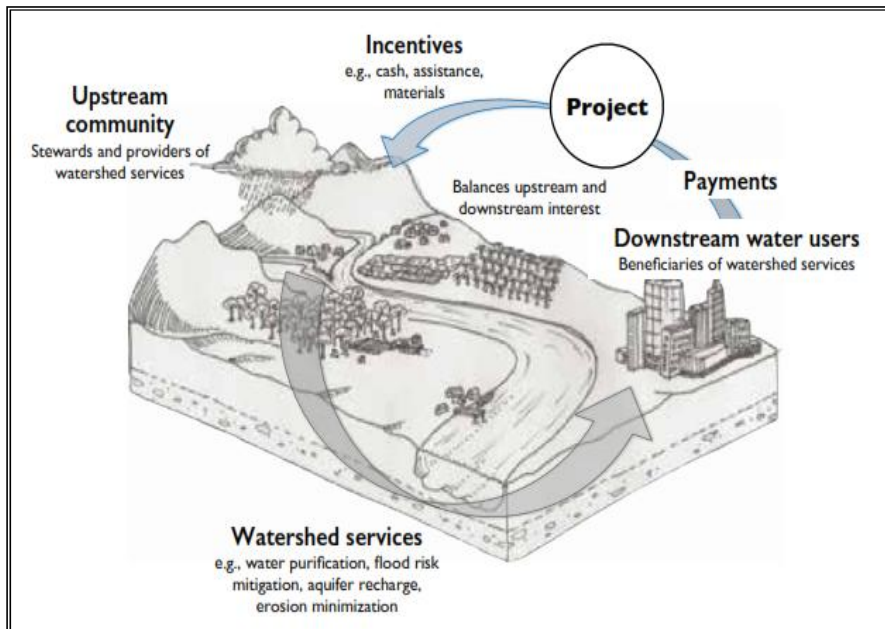 Incentives
e.g., cash, assistance,
materials
Project
Upstream
community
Stewards and providers of
watershed services
Balances upstream and
downstream interest
Payments
Downstream water users
Beneficiaries of watershed services
Watershed services
e.g., water purification, flood risk
mitigation, aquifer recharge,
erosion minimization